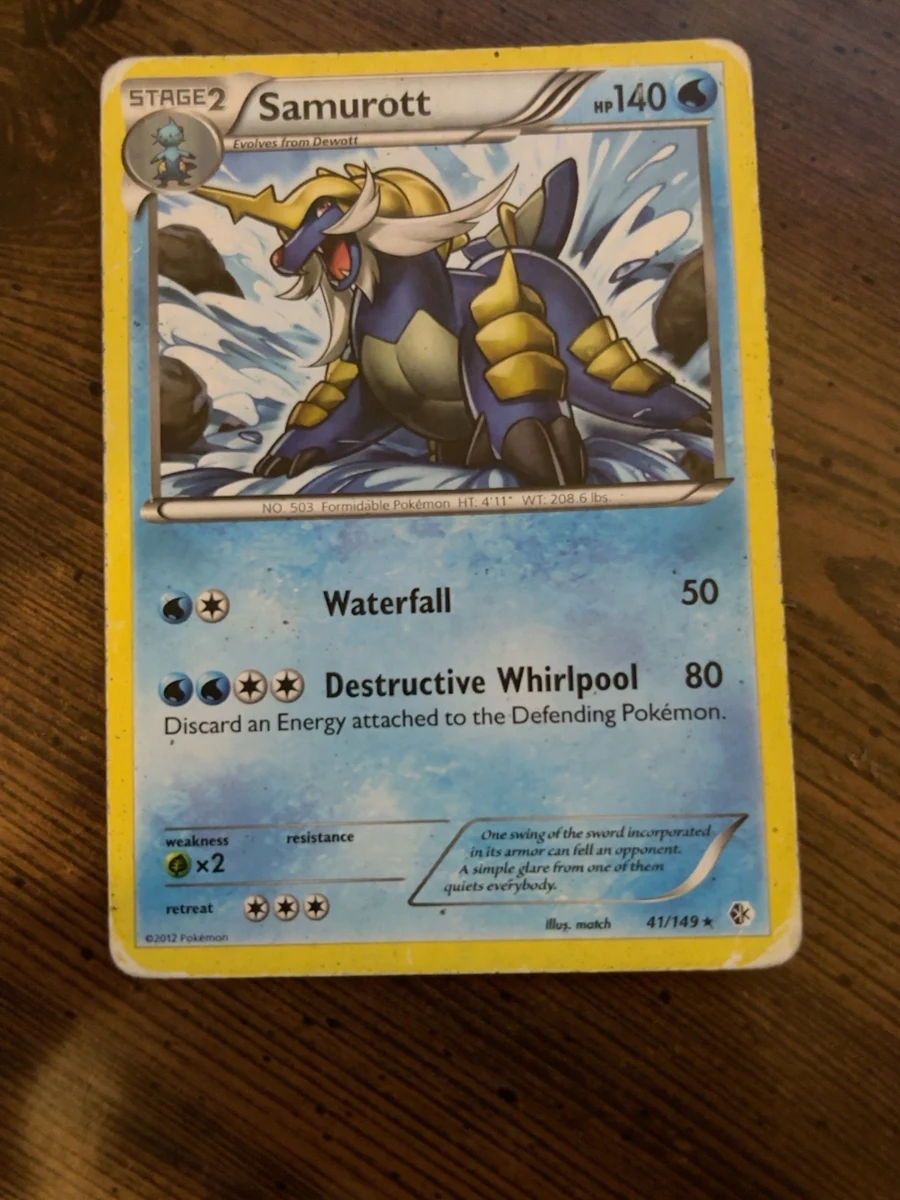 STAGE2 Samurott HP140
Evolves from Dewott
NO. 503 Formidable Pokémon HT. 4'11" WT. 208.6 lbs.
Waterfall 50
Destructive Whirlpool 80
Discard an Energy attached to the Defending Pokémon.
weakness resistance
×2
retreat
One swing of the sword incorporated
in its armor can fell an opponent.
A simple glare from one of them
quiets everybody.
Illus. match 41/149 ★
©2012 Pokémon